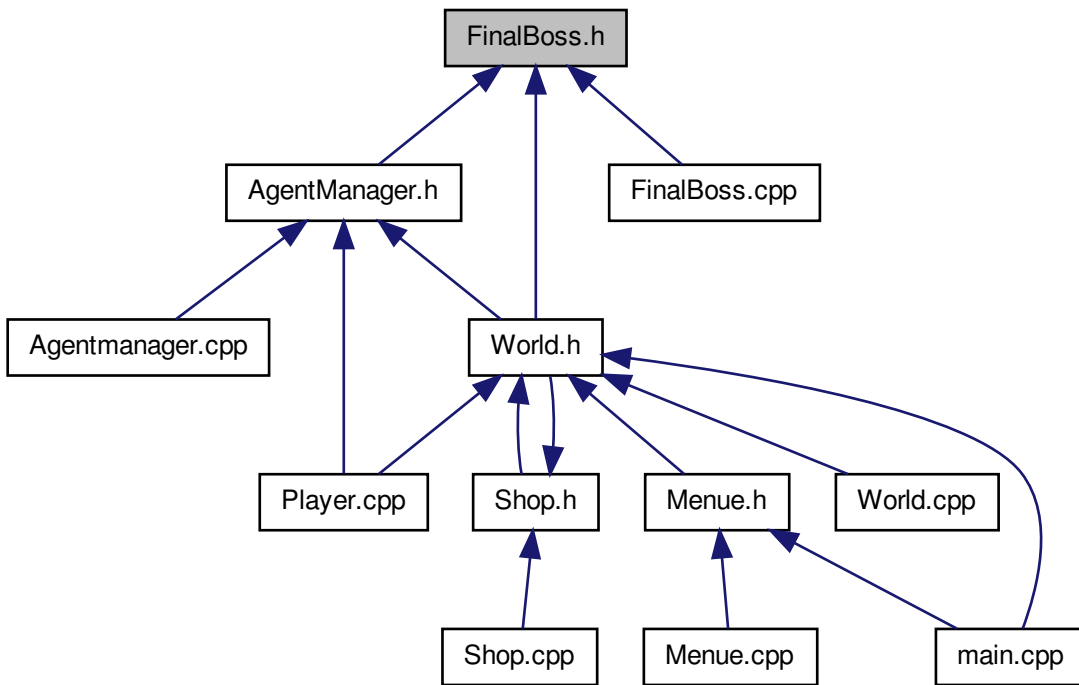 FinalBoss.h
AgentManager.h
FinalBoss.cpp
Agentmanager.cpp
World.h
Player.cpp
Shop.h
Menue.h
World.cpp
Shop.cpp
Menue.cpp
main.cpp